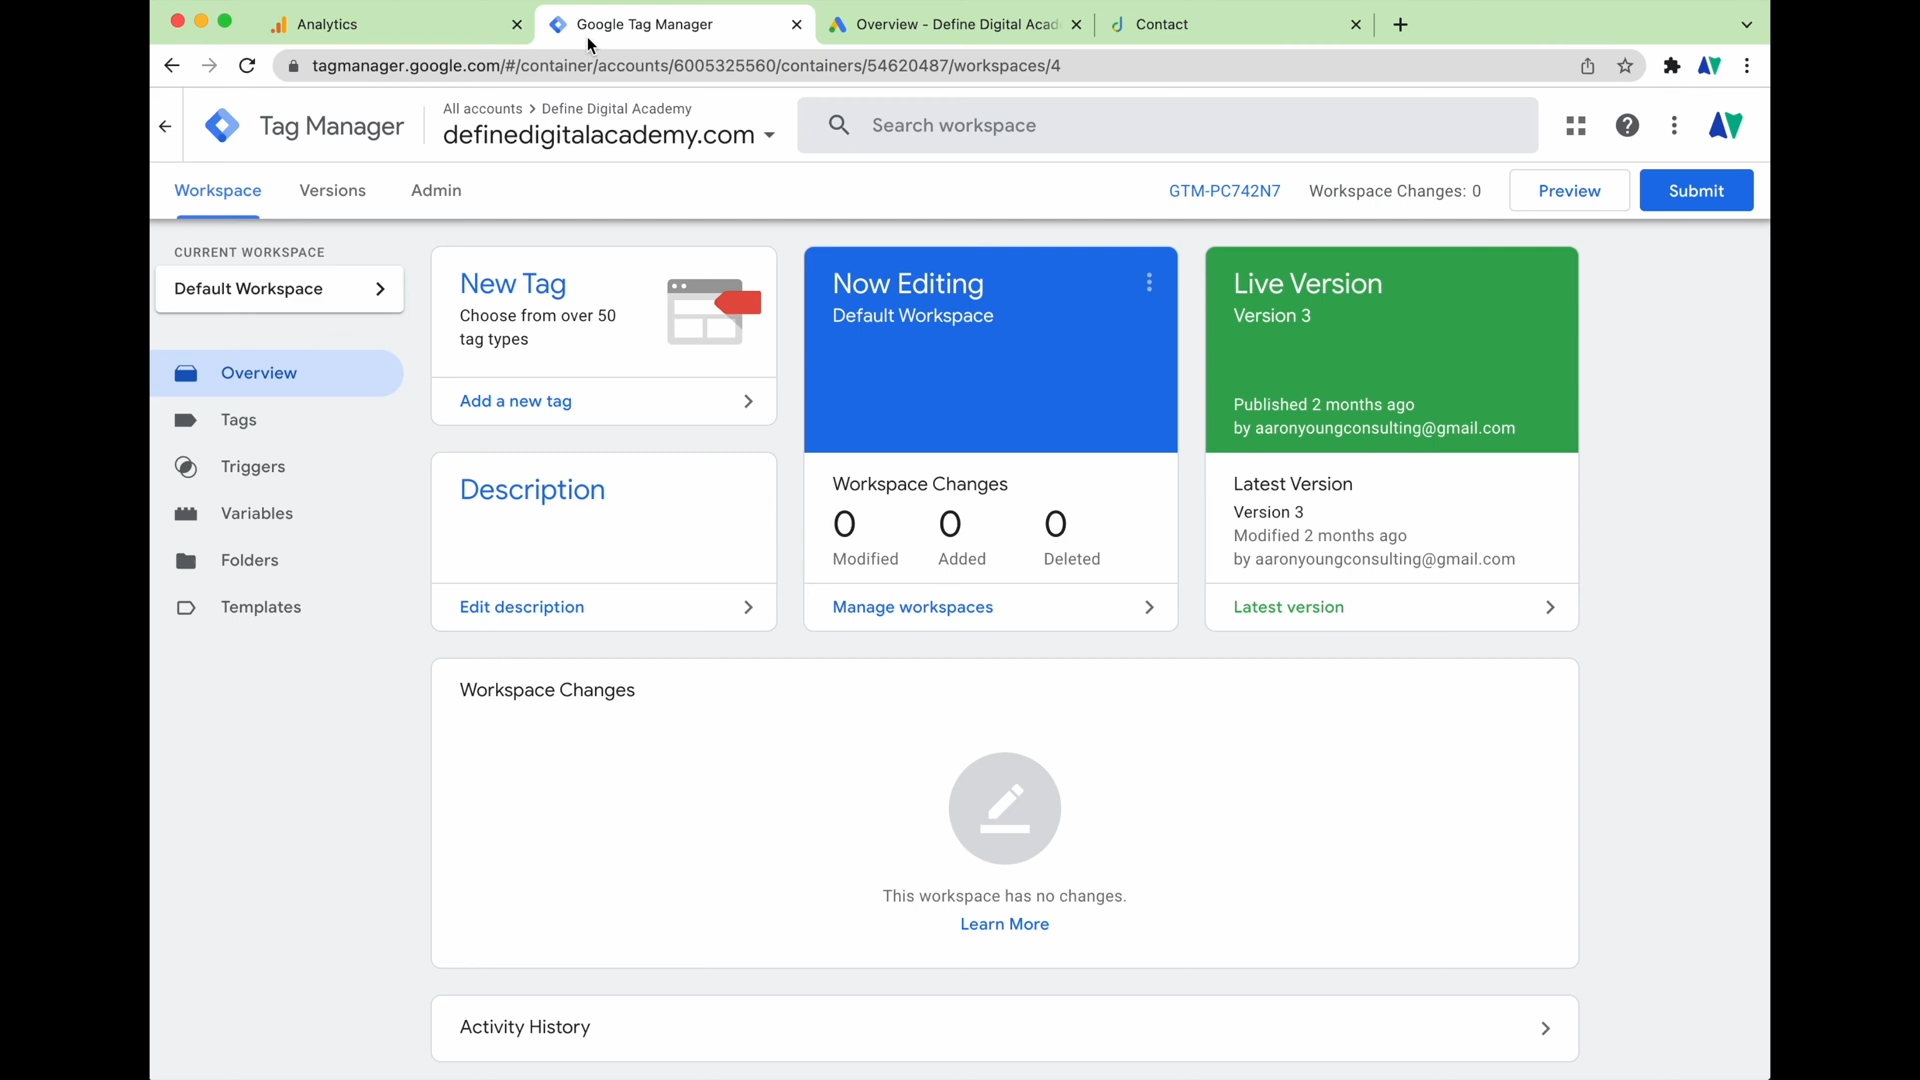 Analytics
Google Tag Manager
Overview - Define Digital Acad
Contact
tagmanager.google.com/#/container/accounts/6005325560/containers/54620487/workspaces/4
Tag Manager
All accounts > Define Digital Academy
definedigitalacademy.com
Search workspace
Workspace
Versions
Admin
GTM-PC742N7
Workspace Changes: 0
Preview
Submit
CURRENT WORKSPACE
Default Workspace
Overview
Tags
Triggers
Variables
Folders
Templates
New Tag
Choose from over 50
tag types
Add a new tag
Description
Edit description
Now Editing
Default Workspace
Workspace Changes
0 0 0
Modified Added Deleted
Manage workspaces
Live Version
Version 3
Published 2 months ago
by aaronyoungconsulting@gmail.com
Latest Version
Version 3
Modified 2 months ago
by aaronyoungconsulting@gmail.com
Latest version
Workspace Changes
This workspace has no changes.
Learn More
Activity History